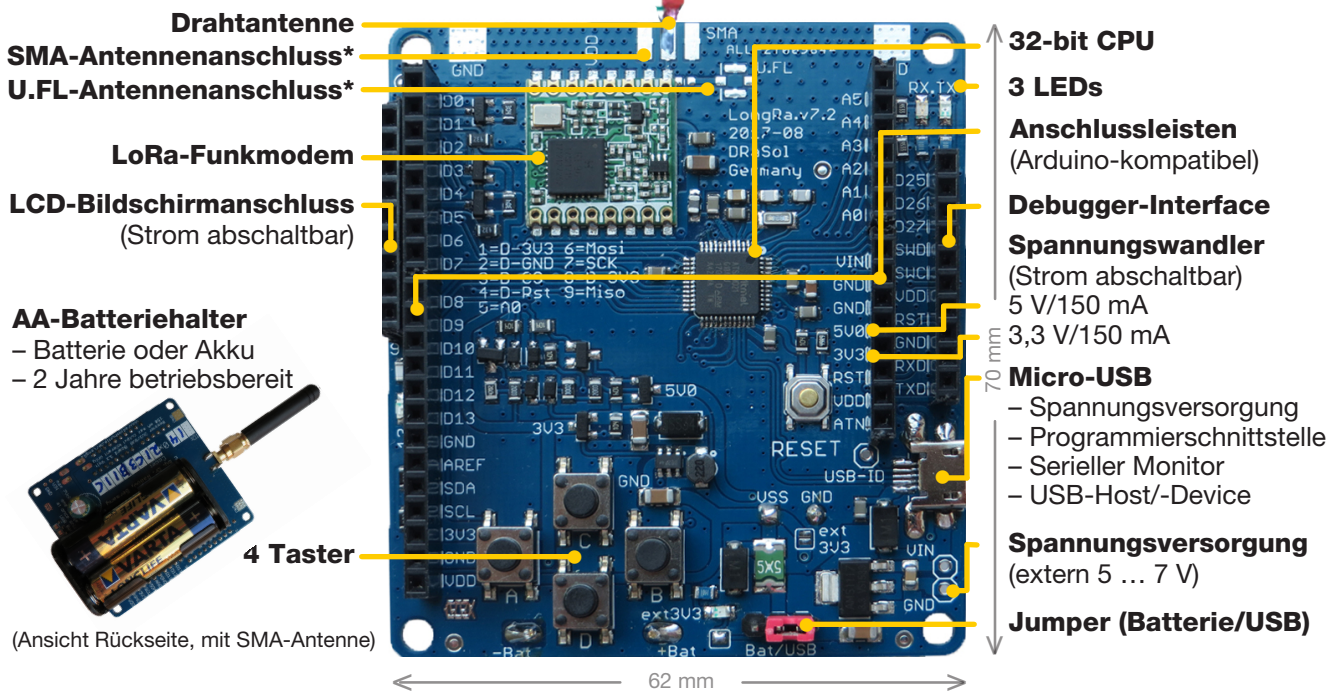 Drahtantenne
SMA-Antennenanschluss*
U.FL-Antennenanschluss*
LoRa-Funkmodem
LCD-Bildschirmanschluss
(Strom abschaltbar)
AA-Batteriehalter
– Batterie oder Akku
– 2 Jahre betriebsbereit
VARTA
VARTA
(Ansicht Rückseite, mit SMA-Antenne)
4 Taster
VDD
SMA
GND
U.FL
LongRa.v7.2
2017-08
DRASol
Germany
D0
D1
D2
D3
D4
D5
D6
D7
D8
D9
D10
D11
D12
D13
GND
AREF
SDA
SCL
3V3
GND
VDD
1=D-3V3 6=Mosi
2=D-GND 7=SCK
4=D-Rst 9=Miso
5=A0
RX TX
A5
A4
A3
A2
A1
A0
VIN
GND
GND
5V0
3V3
RST
VDD
ATN
D25
D26
D27
SWD
SWC
VDD
RST
GND
RXD
TXD
5V0
3V3
220
RESET
USB-ID
GND
VSS GND
ext
3V3
5X5
VIN
GND
A
C
B
D
ext3V3
-Bat
+Bat
Bat/USB
32-bit CPU
3 LEDs
Anschlussleisten
(Arduino-kompatibel)
Debugger-Interface
Spannungswandler
(Strom abschaltbar)
5 V/150 mA
3,3 V/150 mA
Micro-USB
– Spannungsversorgung
– Programmierschnittstelle
– Serieller Monitor
– USB-Host/-Device
Spannungsversorgung
(extern 5 … 7 V)
Jumper (Batterie/USB)
70 mm
62 mm